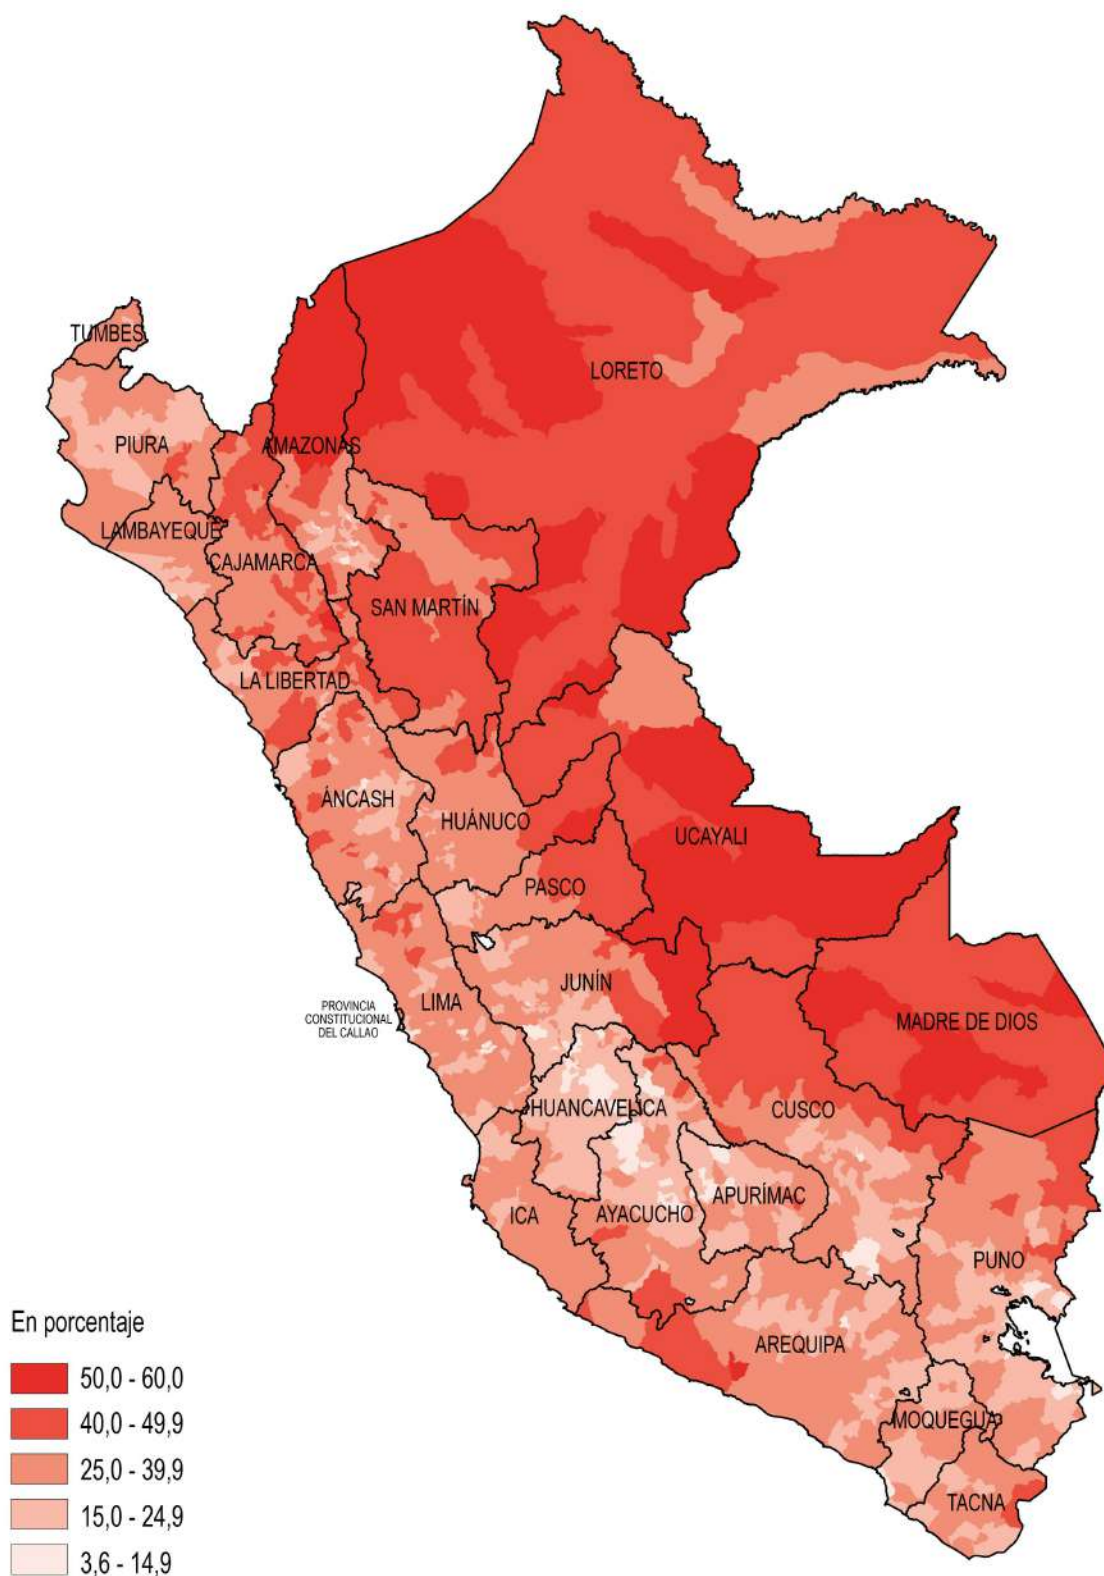 TUMBES
LORETO
PIURA
AMAZONAS
LAMBAYEQUE
CAJAMARCA
SAN MARTÍN
LA LIBERTAD
ÁNCASH
HUÁNUCO
UCAYALI
PASCO
JUNÍN
LIMA
PROVINCIA
CONSTITUCIONAL
DEL CALLAO
MADRE DE DIOS
HUANCAVELICA
CUSCO
APURÍMAC
ICA
AYACUCHO
PUNO
AREQUIPA
MOQUEGUA
TACNA
En porcentaje
50,0 - 60,0
40,0 - 49,9
25,0 - 39,9
15,0 - 24,9
3,6 - 14,9